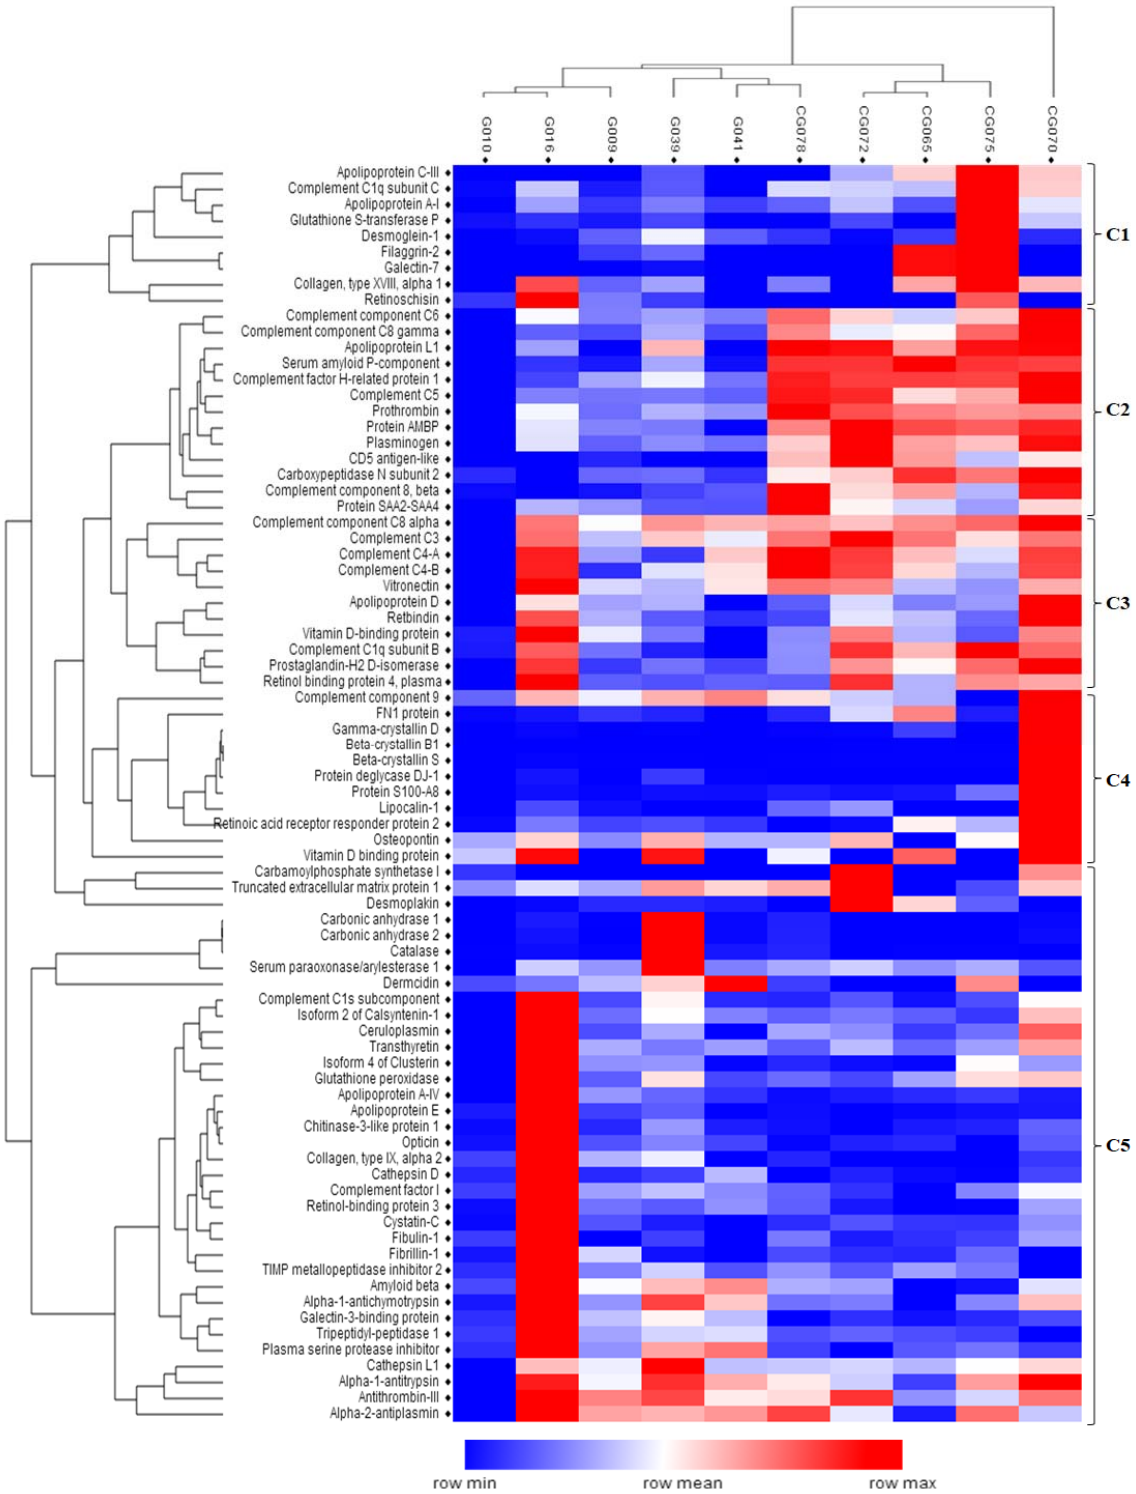 G010
G016
G009
G039
G041
CG078
CG072
CG065
CG075
CG070
Apolipoprotein C-III
Complement C1q subunit C
Apolipoprotein A-I
Glutathione S-transferase P
Desmoglein-1
Filaggrin-2
Galectin-7
Collagen, type XVIII, alpha 1
Retinoschisin
C1
Complement component C6
Complement component C8 gamma
Apolipoprotein L1
Serum amyloid P-component
Complement factor H-related protein 1
Complement C5
Prothrombin
Protein AMBP
Plasminogen
CD5 antigen-like
Carboxypeptidase N subunit 2
Complement component 8, beta
Protein SAA2-SAA4
C2
Complement component C8 alpha
Complement C3
Complement C4-A
Complement C4-B
Vitronectin
Apolipoprotein D
Retbindin
Vitamin D-binding protein
Complement C1q subunit B
Prostaglandin-H2 D-isomerase
Retinol binding protein 4, plasma
C3
Complement component 9
FN1 protein
Gamma-crystallin D
Beta-crystallin B1
Beta-crystallin S
Protein deglycase DJ-1
Protein S100-A8
Lipocalin-1
Retinoic acid receptor responder protein 2
Osteopontin
Vitamin D binding protein
C4
Carbamoylphosphate synthetase I
Truncated extracellular matrix protein 1
Desmoplakin
Carbonic anhydrase 1
Carbonic anhydrase 2
Catalase
Serum paraoxonase/arylesterase 1
Dermcidin
Complement C1s subcomponent
Isoform 2 of Calsyntenin-1
Ceruloplasmin
Transthyretin
Isoform 4 of Clusterin
Glutathione peroxidase
Apolipoprotein A-IV
Apolipoprotein E
Chitinase-3-like protein 1
Opticin
Collagen, type IX, alpha 2
Cathepsin D
Complement factor I
Retinol-binding protein 3
Cystatin-C
Fibulin-1
Fibrillin-1
TIMP metallopeptidase inhibitor 2
Amyloid beta
Alpha-1-antichymotrypsin
Galectin-3-binding protein
Tripeptidyl-peptidase 1
Plasma serine protease inhibitor
Cathepsin L1
Alpha-1-antitrypsin
Antithrombin-III
Alpha-2-antiplasmin
C5
row min
row mean
row max